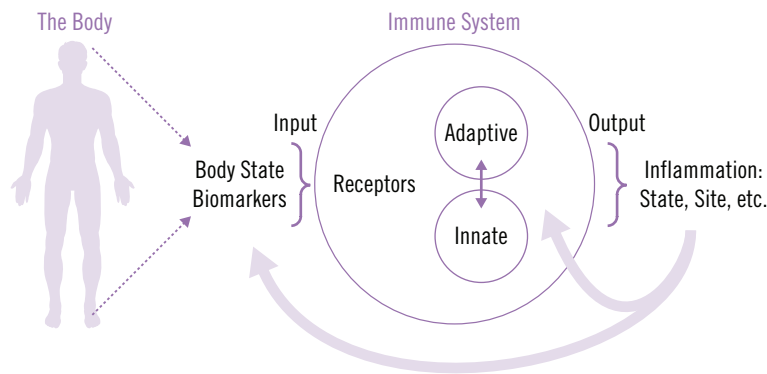 The Body
Immune System
Input
Body State
Biomarkers
Receptors
Adaptive
Innate
Output
Inflammation:
State, Site, etc.